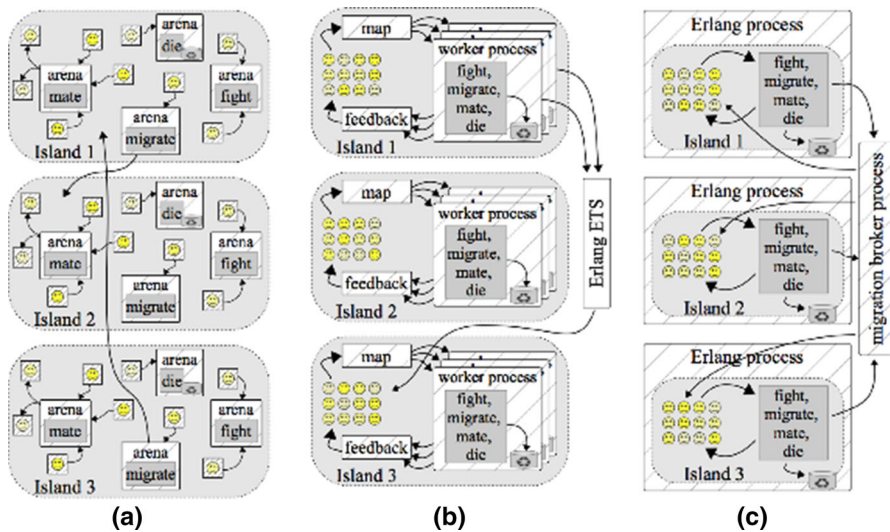 arena
die
arena
mate
arena
fight
arena
migrate
Island 1
arena
die
arena
mate
arena
fight
arena
migrate
Island 2
arena
die
arena
mate
arena
fight
arena
migrate
Island 3
(a)
map
worker process
fight,
migrate,
mate,
die
feedback
Island 1
map
worker process
fight,
migrate,
mate,
die
feedback
Island 2
map
worker process
fight,
migrate,
mate,
die
feedback
Island 3
Erlang ETS
(b)
Erlang process
fight,
migrate,
mate,
die
Island 1
Erlang process
fight,
migrate,
mate,
die
Island 2
Erlang process
fight,
migrate,
mate,
die
Island 3
migration broker process
(c)